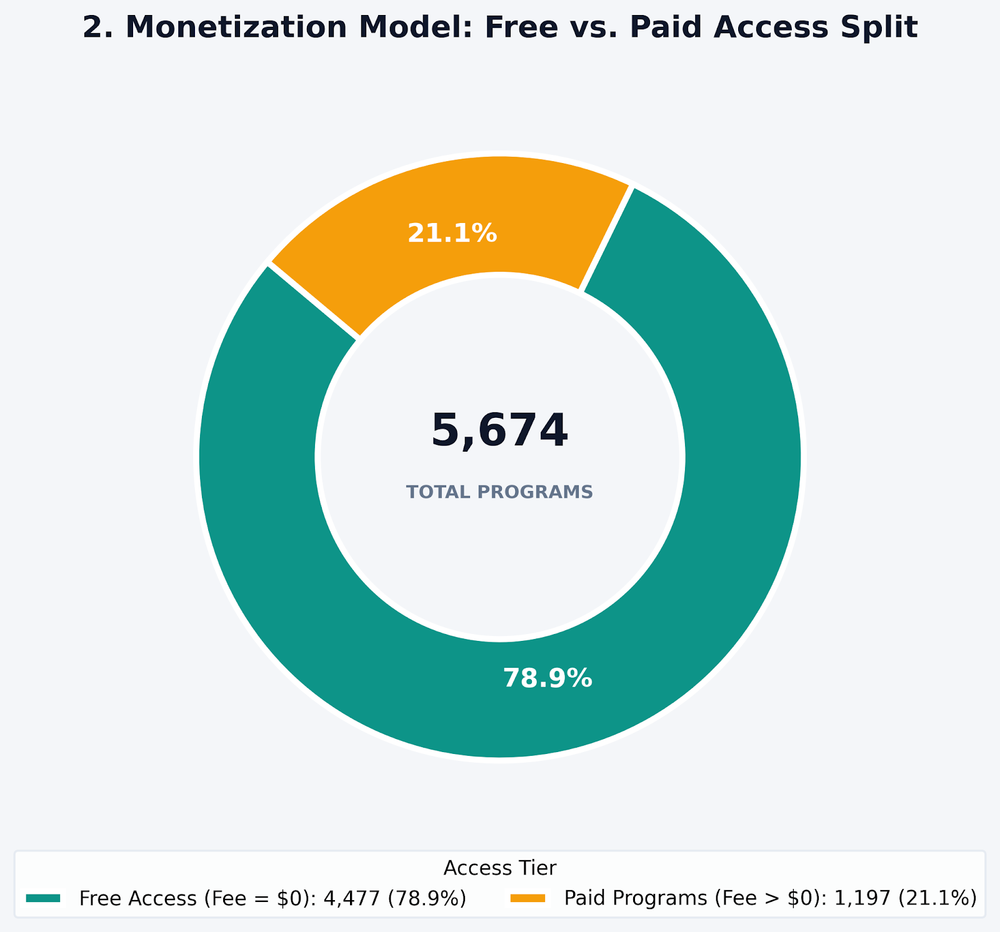 2. Monetization Model: Free vs. Paid Access Split
21.1%
5,674
TOTAL PROGRAMS
78.9%
Access Tier
Free Access (Fee = $0): 4,477 (78.9%)
Paid Programs (Fee > $0): 1,197 (21.1%)